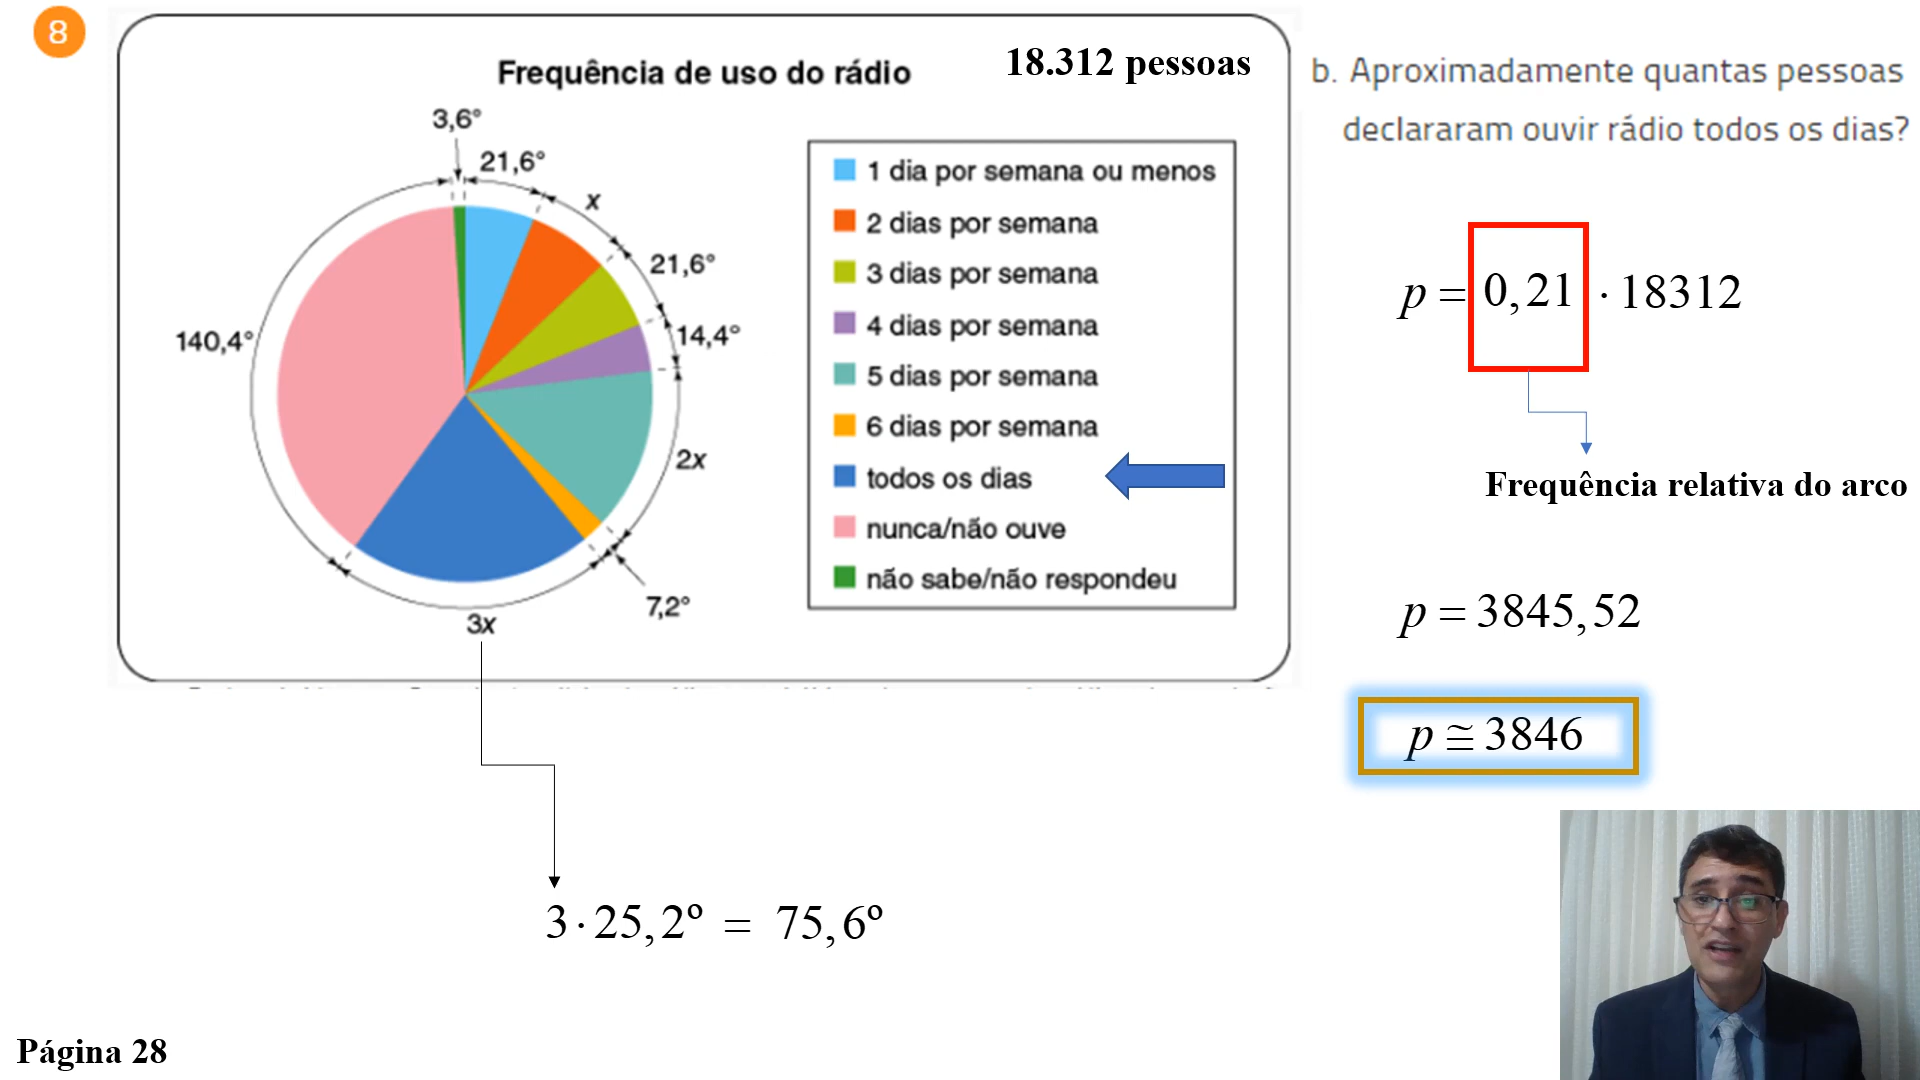 8
Frequência de uso do rádio
18.312 pessoas
3,6°
21,6°
x
21,6°
14,4°
140,4°
2x
7,2°
3x
1 dia por semana ou menos
2 dias por semana
3 dias por semana
4 dias por semana
5 dias por semana
6 dias por semana
todos os dias
nunca/não ouve
não sabe/não respondeu
b. Aproximadamente quantas pessoas
declararam ouvir rádio todos os dias?
p = 0,21 · 18312
Frequência relativa do arco
p = 3845,52
p ≅ 3846
3 · 25,2º = 75,6º
Página 28